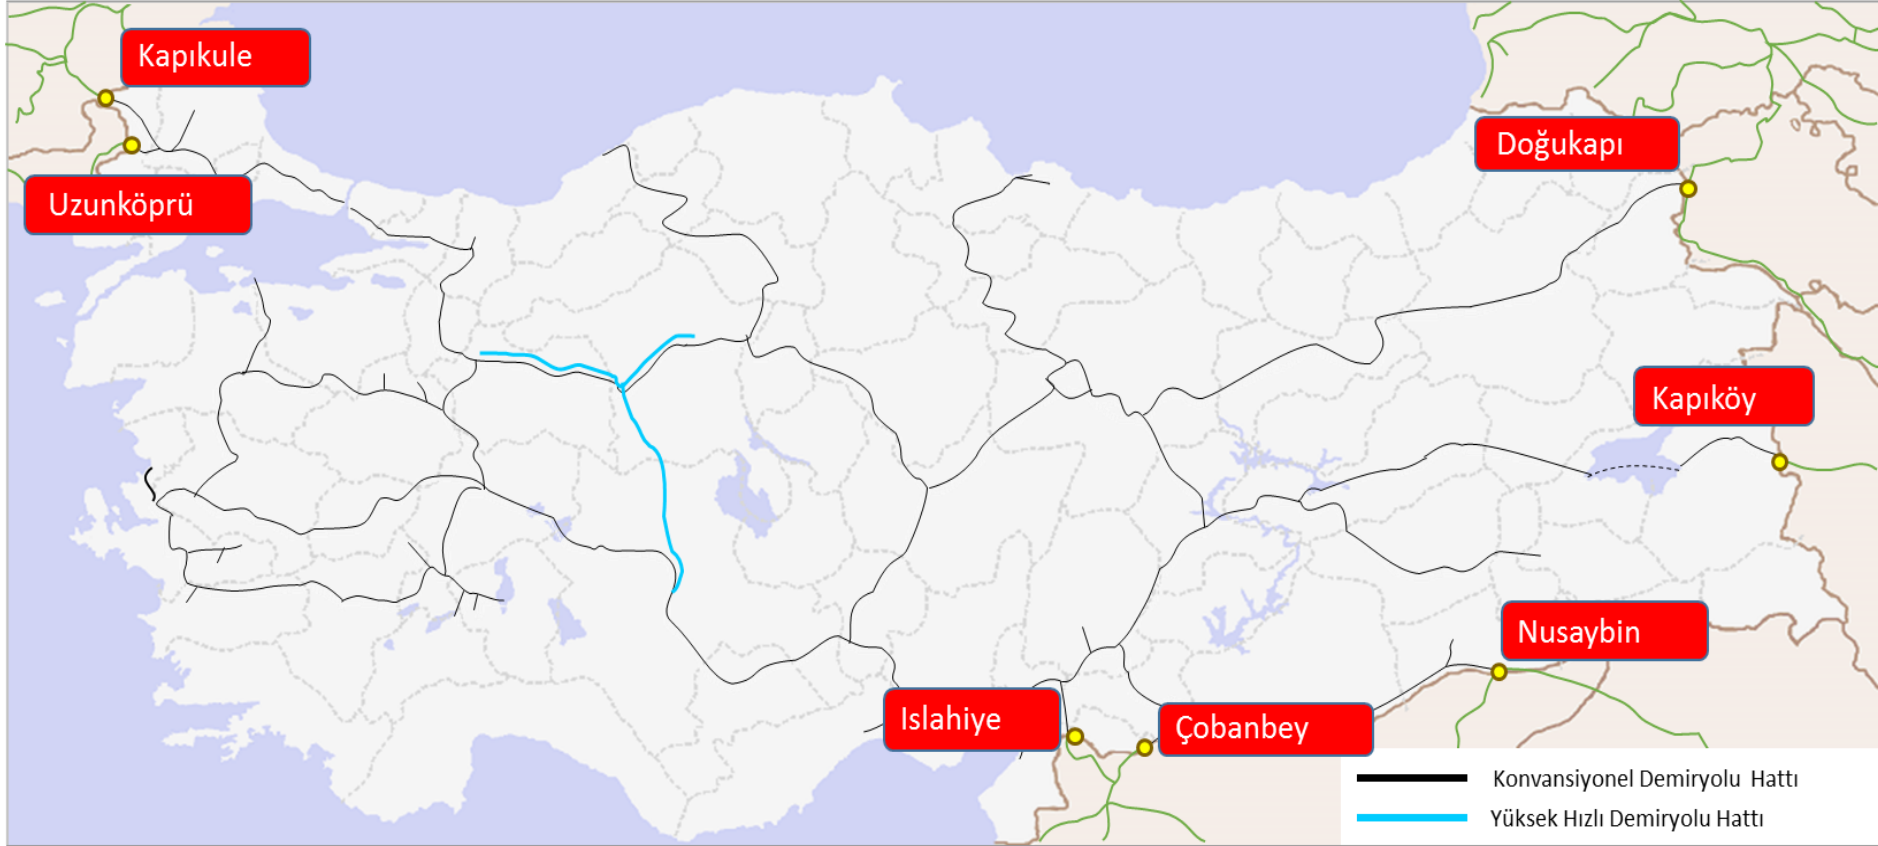 Kapıkule
Doğukapı
Uzunköprü
Kapıköy
Nusaybin
Islahiye
Çobanbey
Konvansiyonel Demiryolu Hattı
Yüksek Hızlı Demiryolu Hattı